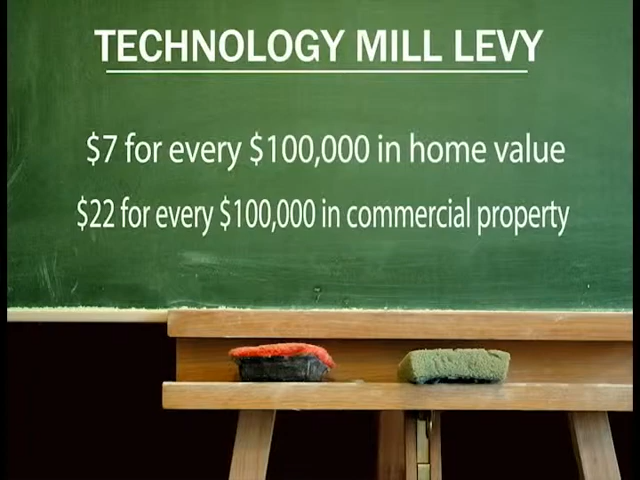 TECHNOLOGY MILL LEVY
$7 for every $100,000 in home value
$22 for every $100,000 in commercial property